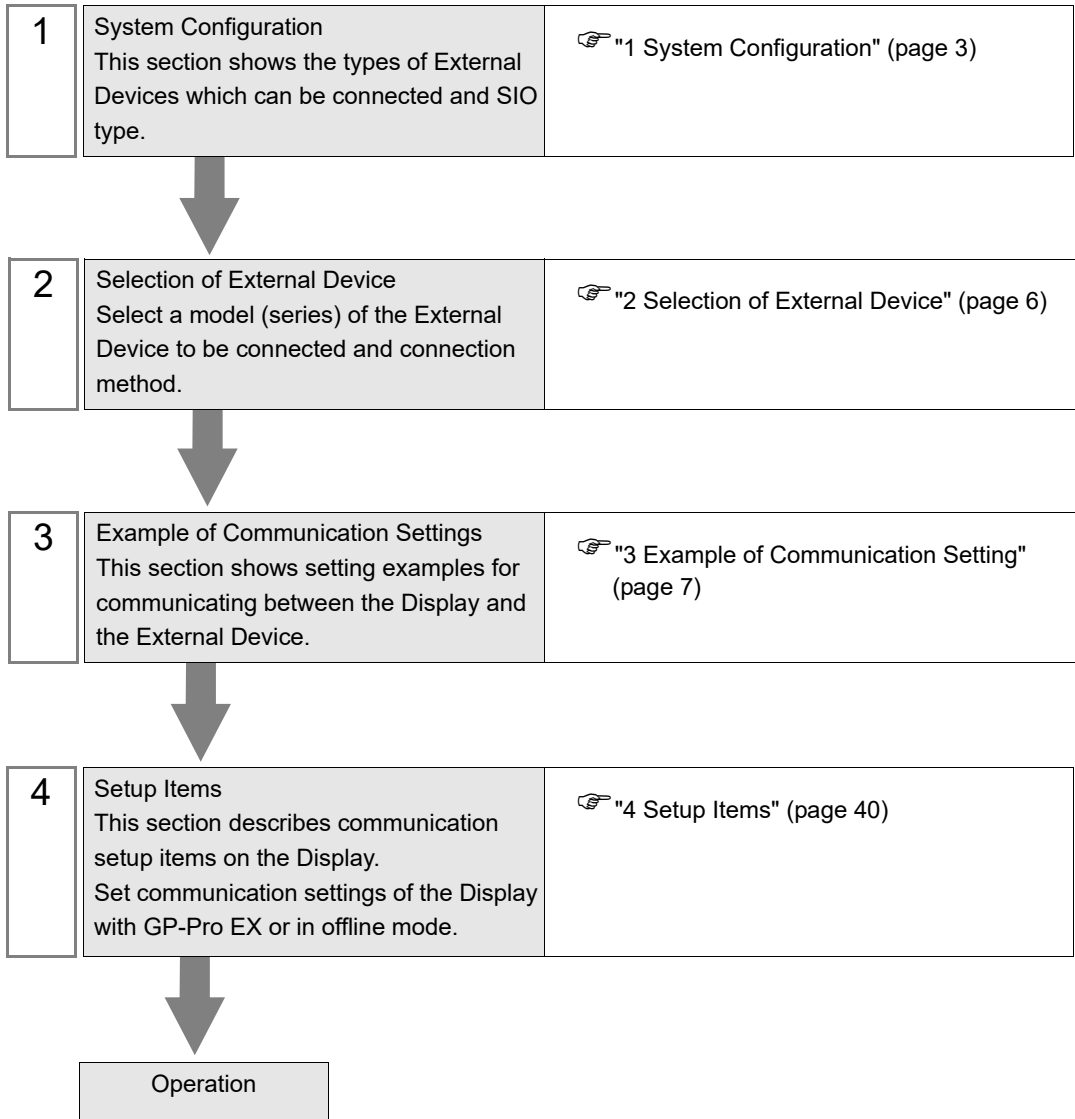 1
System Configuration
This section shows the types of External
Devices which can be connected and SIO
type.
"1 System Configuration" (page 3)
2
Selection of External Device
Select a model (series) of the External
Device to be connected and connection
method.
"2 Selection of External Device" (page 6)
3
Example of Communication Settings
This section shows setting examples for
communicating between the Display and
the External Device.
"3 Example of Communication Setting"
(page 7)
4
Setup Items
This section describes communication
setup items on the Display.
Set communication settings of the Display
with GP-Pro EX or in offline mode.
"4 Setup Items" (page 40)
Operation